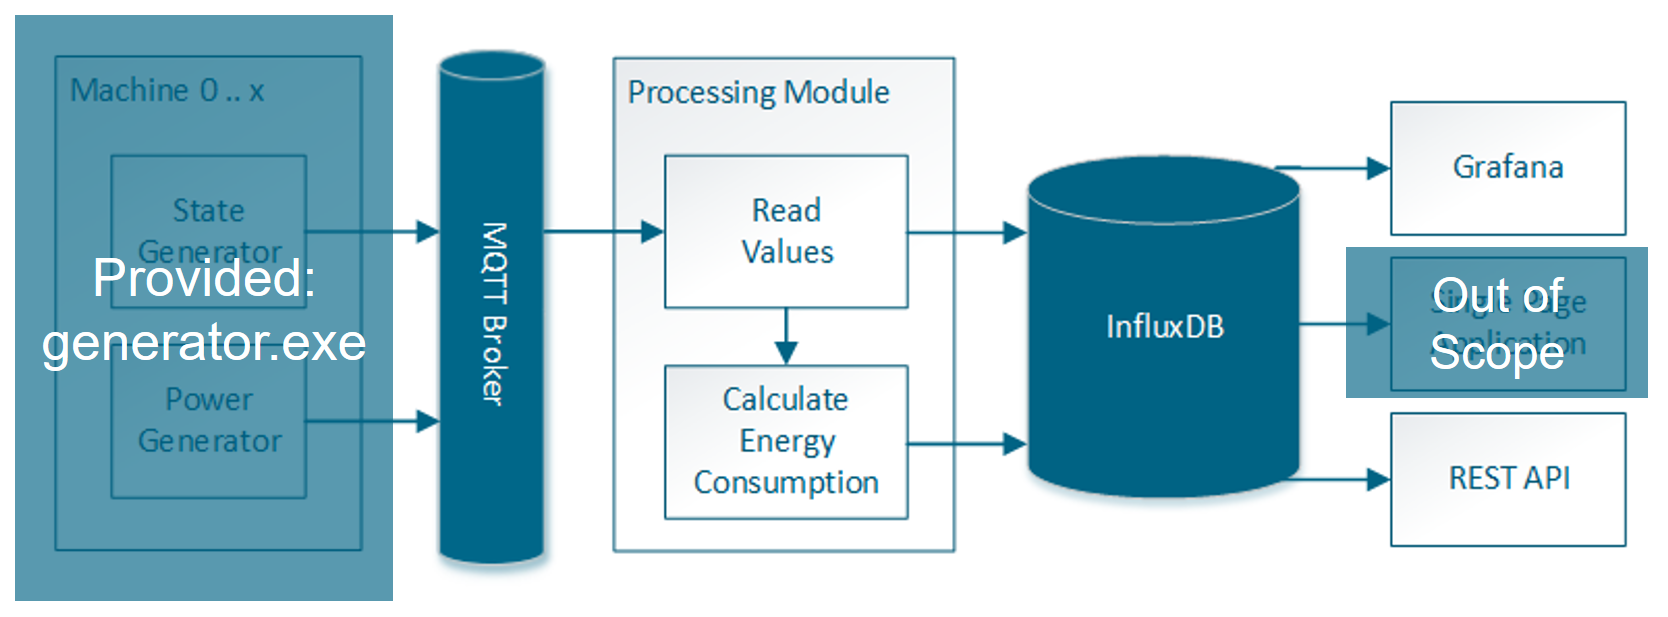 Machine 0 .. x
State
Generator
Provided:
generator.exe
Power
Generator
MQTT Broker
Processing Module
Read
Values
Calculate
Energy
Consumption
InfluxDB
Grafana
Out of
Scope
Single Page
Application
REST API